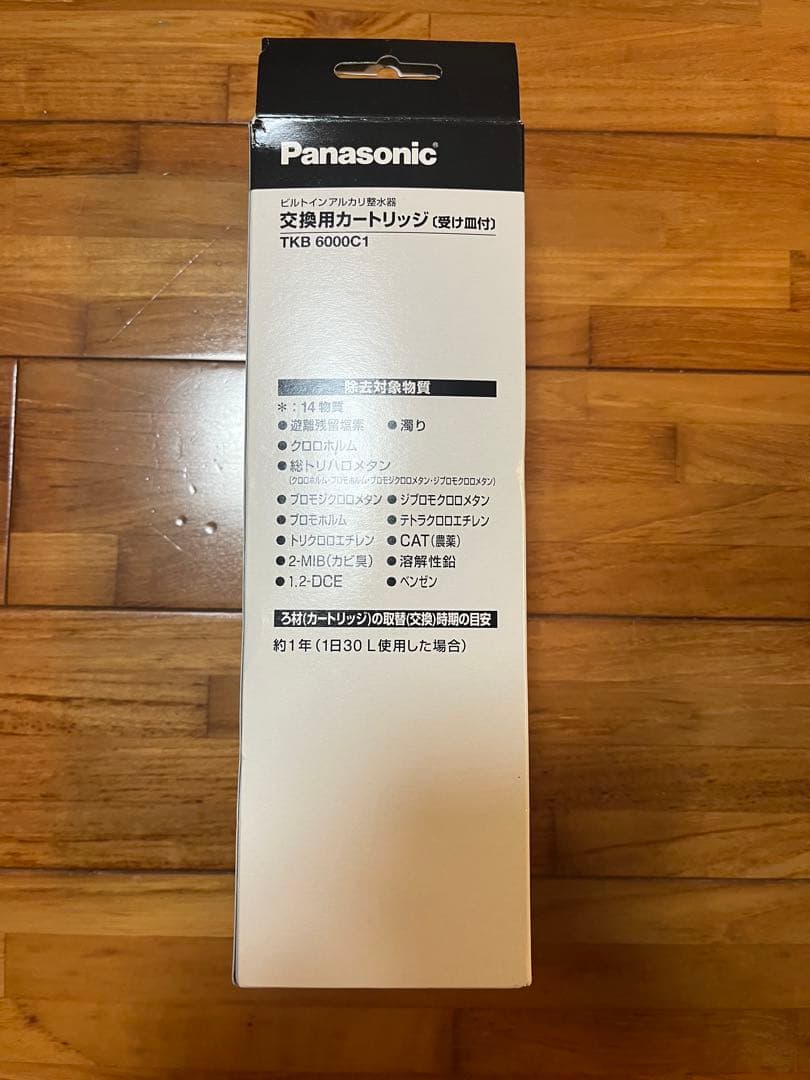 Panasonic®
ビルトインアルカリ整水器
交換用カートリッジ〔受け皿付〕
TKB 6000C1
除去対象物質
＊：14物質
●遊離残留塩素 ●濁り
●クロロホルム
●総トリハロメタン
(クロロホルム・ブロモホルム・ブロモジクロロメタン・ジブロモクロロメタン)
●ブロモジクロロメタン ●ジブロモクロロメタン
●ブロモホルム ●テトラクロロエチレン
●トリクロロエチレン ●CAT(農薬)
●2-MIB(カビ臭) ●溶解性鉛
●1,2-DCE ●ベンゼン
ろ材(カートリッジ)の取替(交換)時期の目安
約1年(1日30 L使用した場合)